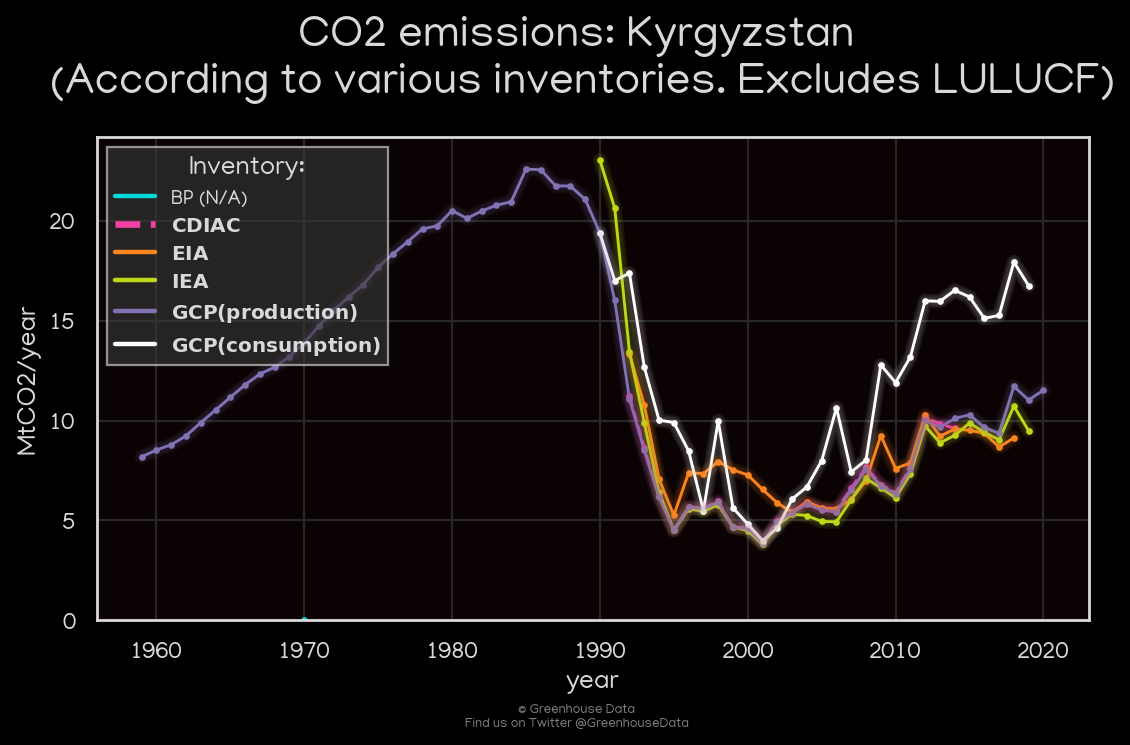 CO2 emissions: Kyrgyzstan
(According to various inventories. Excludes LULUCF)
Inventory:
BP (N/A)
CDIAC
EIA
IEA
GCP(production)
GCP(consumption)
MtCO2/year
20
15
10
5
0
1960 1970 1980 1990 2000 2010 2020
year
© Greenhouse Data
Find us on Twitter @GreenhouseData